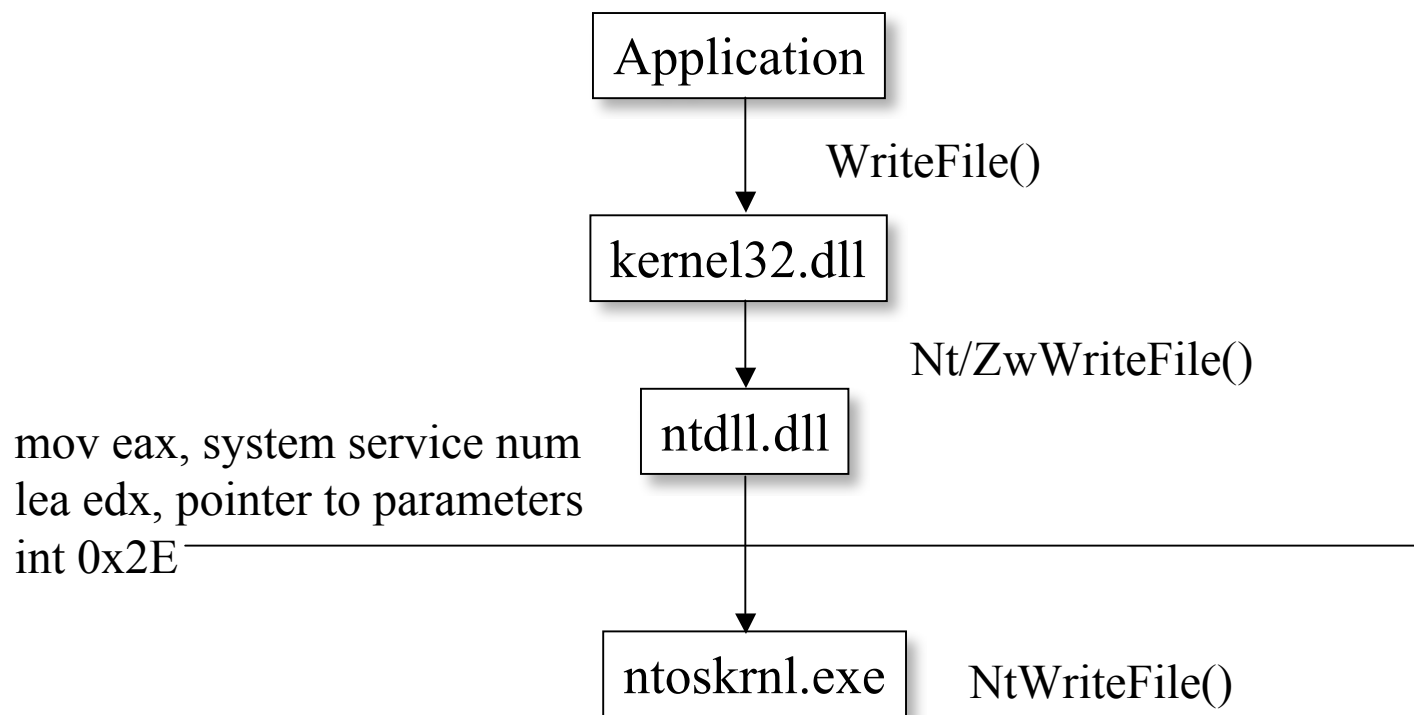 Application
WriteFile()
kernel32.dll
Nt/ZwWriteFile()
ntdll.dll
mov eax, system service num
lea edx, pointer to parameters
int 0x2E
ntoskrnl.exe
NtWriteFile()